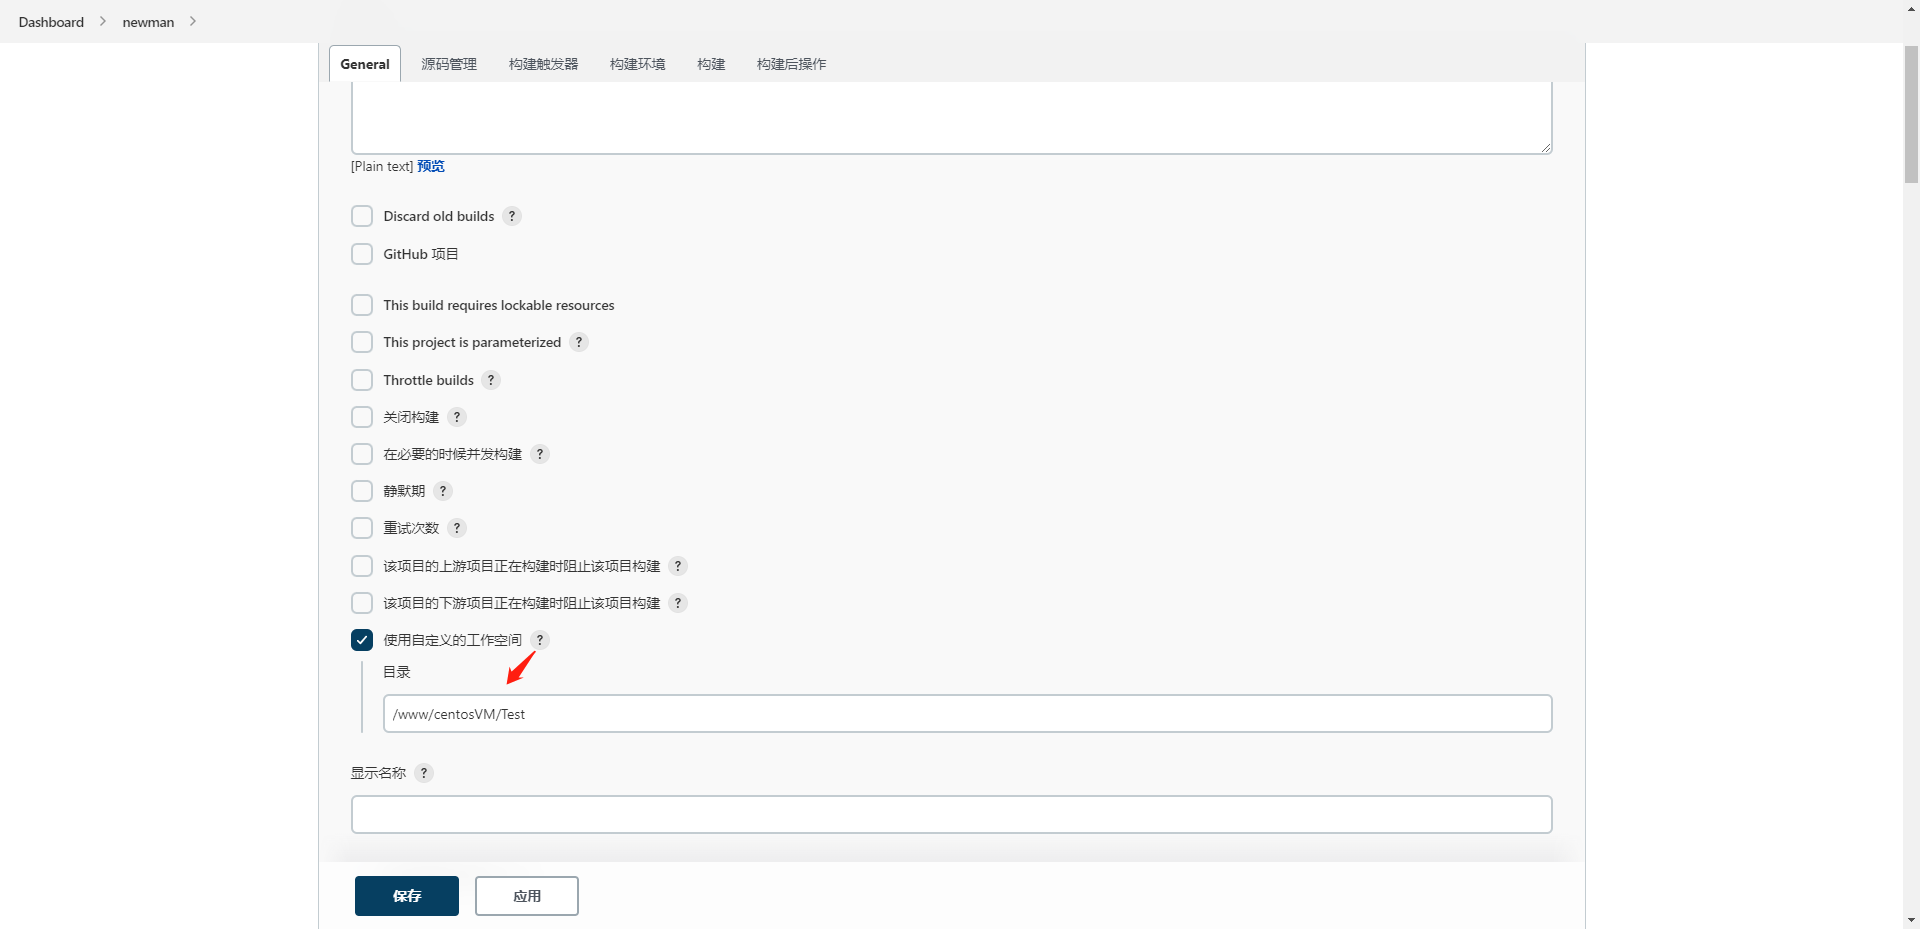 Dashboard newman
General 源码管理 构建触发器 构建环境 构建 构建后操作
[Plain text] 预览
Discard old builds ?
GitHub 项目
This build requires lockable resources
This project is parameterized ?
Throttle builds ?
关闭构建 ?
在必要的时候并发构建 ?
静默期 ?
重试次数 ?
该项目的上游项目正在构建时阻止该项目构建 ?
该项目的下游项目正在构建时阻止该项目构建 ?
使用自定义的工作空间 ?
目录
/www/centosVM/Test
显示名称 ?
保存 应用